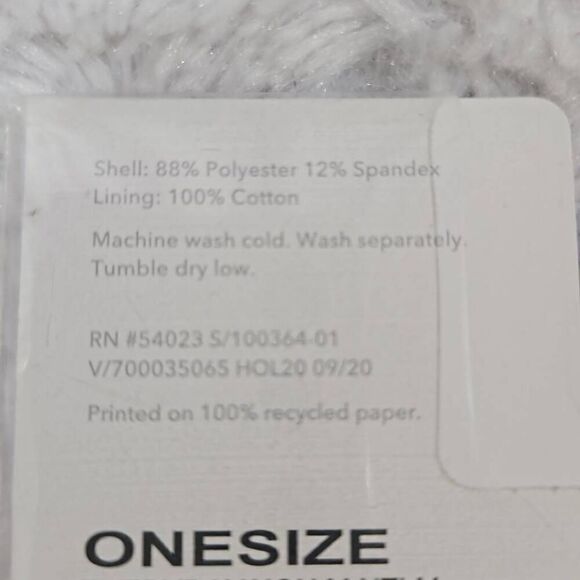 Shell: 88% Polyester 12% Spandex
Lining: 100% Cotton
Machine wash cold. Wash separately.
Tumble dry low.
RN #54023 S/100364-01
V/700035065 HOL20 09/20
Printed on 100% recycled paper.
ONESIZE